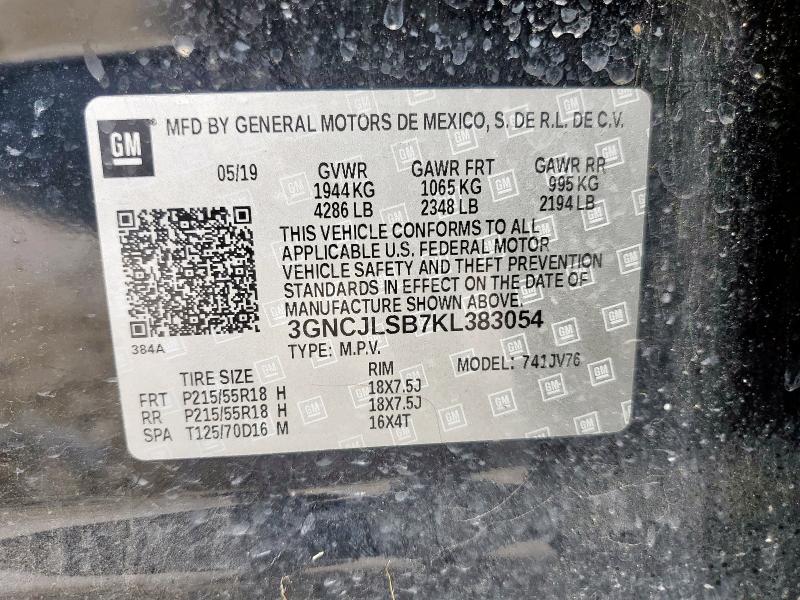 GM
MFD BY GENERAL MOTORS DE MEXICO, S. DE R.L. DE C.V.
05/19 GVWR GAWR FRT GAWR RR
1944 KG 1065 KG 995 KG
4286 LB 2348 LB 2194 LB
THIS VEHICLE CONFORMS TO ALL
APPLICABLE U.S. FEDERAL MOTOR
VEHICLE SAFETY AND THEFT PREVENTION
STANDARDS IN EFFECT ON THE DATE OF
MANUFACTURE SHOWN ABOVE.
3GNCJLSB7KL383054
384A
TYPE: M.P.V. MODEL: 741JV76
TIRE SIZE RIM
FRT P215/55R18 H 18X7.5J
RR P215/55R18 H 18X7.5J
SPA T125/70D16 M 16X4T